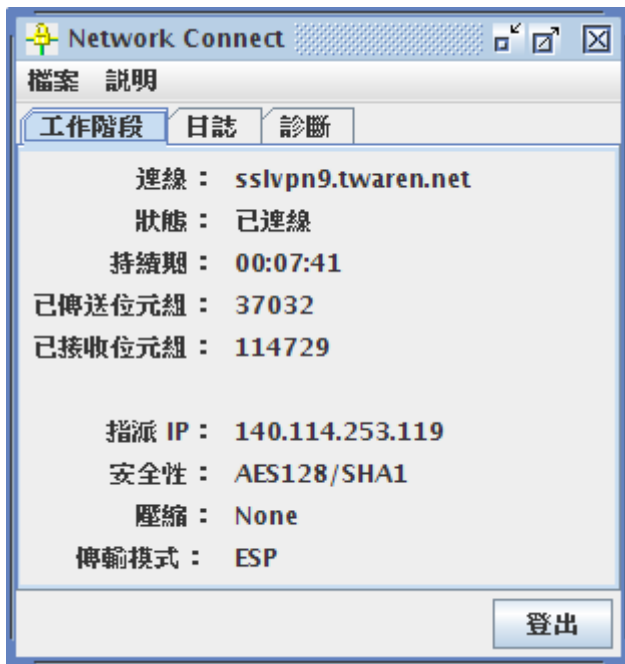 Network Connect
檔案 說明
工作階段 日誌 診斷
連線： sslvpn9.twaren.net
狀態： 已連線
持續期： 00:07:41
已傳送位元組： 37032
已接收位元組： 114729
指派 IP： 140.114.253.119
安全性： AES128/SHA1
壓縮： None
傳輸模式： ESP
登出